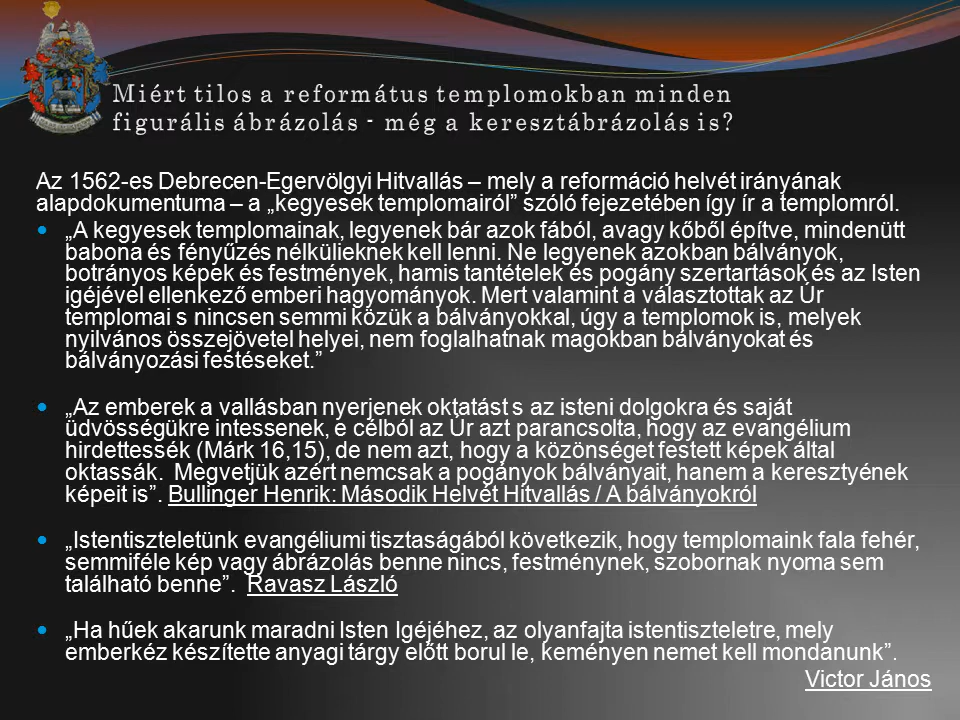 Miért tilos a református templomokban minden
figurális ábrázolás - még a keresztábrázolás is?
Az 1562-es Debrecen-Egervölgyi Hitvallás – mely a reformáció helvét irányának
alapdokumentuma – a „kegyesek templomairól” szóló fejezetében így ír a templomról.
• „A kegyesek templomainak, legyenek bár azok fából, avagy kőből építve, mindenütt
babona és fényűzés nélkülieknek kell lenni. Ne legyenek azokban bálványok,
botrányos képek és festmények, hamis tantételek és pogány szertartások és az Isten
igéjével ellenkező emberi hagyományok. Mert valamint a választottak az Úr
templomai s nincsen semmi közük a bálványokkal, úgy a templomok is, melyek
nyilvános összejövetel helyei, nem foglalhatnak magokban bálványokat és
bálványozási festéseket.”
• „Az emberek a vallásban nyerjenek oktatást s az isteni dolgokra és saját
üdvösségükre intessenek, e célból az Úr azt parancsolta, hogy az evangélium
hirdettessék (Márk 16,15), de nem azt, hogy a közönséget festett képek által
oktassák. Megvetjük azért nemcsak a pogányok bálványait, hanem a keresztyének
képeit is”. Bullinger Henrik: Második Helvét Hitvallás / A bálványokról
• „Istentiszteletünk evangéliumi tisztaságából következik, hogy templomaink fala fehér,
semmiféle kép vagy ábrázolás benne nincs, festménynek, szobornak nyoma sem
található benne”. Ravasz László
• „Ha hűek akarunk maradni Isten Igéjéhez, az olyanfajta istentiszteletre, mely
emberkéz készítette anyagi tárgy előtt borul le, keményen nemet kell mondanunk”.
Victor János